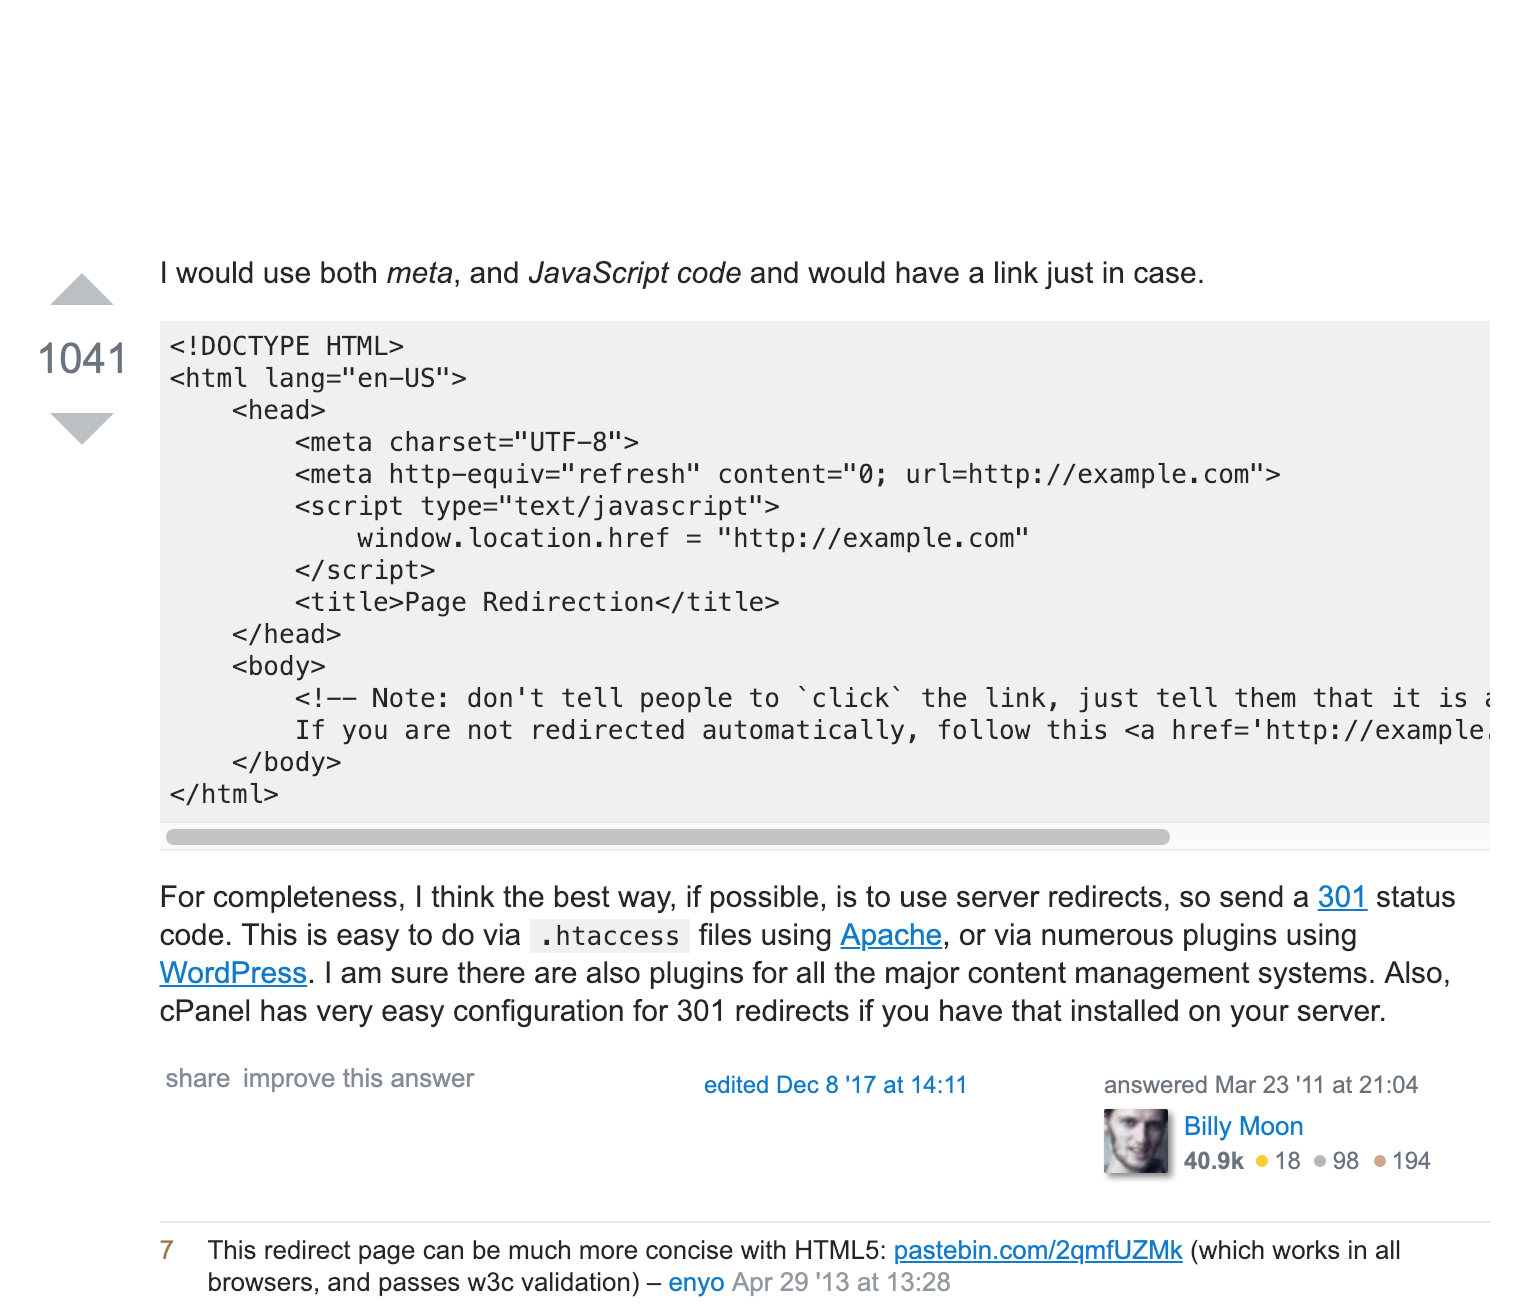 I would use both meta, and JavaScript code and would have a link just in case.
1041
<!DOCTYPE HTML>
<html lang="en-US">
    <head>
        <meta charset="UTF-8">
        <meta http-equiv="refresh" content="0; url=http://example.com">
        <script type="text/javascript">
            window.location.href = "http://example.com"
        </script>
        <title>Page Redirection</title>
    </head>
    <body>
        <!-- Note: don't tell people to `click` the link, just tell them that it is
        If you are not redirected automatically, follow this <a href='http://example.
    </body>
</html>
For completeness, I think the best way, if possible, is to use server redirects, so send a 301 status
code. This is easy to do via .htaccess files using Apache, or via numerous plugins using
WordPress. I am sure there are also plugins for all the major content management systems. Also,
cPanel has very easy configuration for 301 redirects if you have that installed on your server.
share improve this answer
edited Dec 8 '17 at 14:11
answered Mar 23 '11 at 21:04
Billy Moon
40.9k 18 98 194
7 This redirect page can be much more concise with HTML5: pastebin.com/2qmfUZMk (which works in all
browsers, and passes w3c validation) – enyo Apr 29 '13 at 13:28